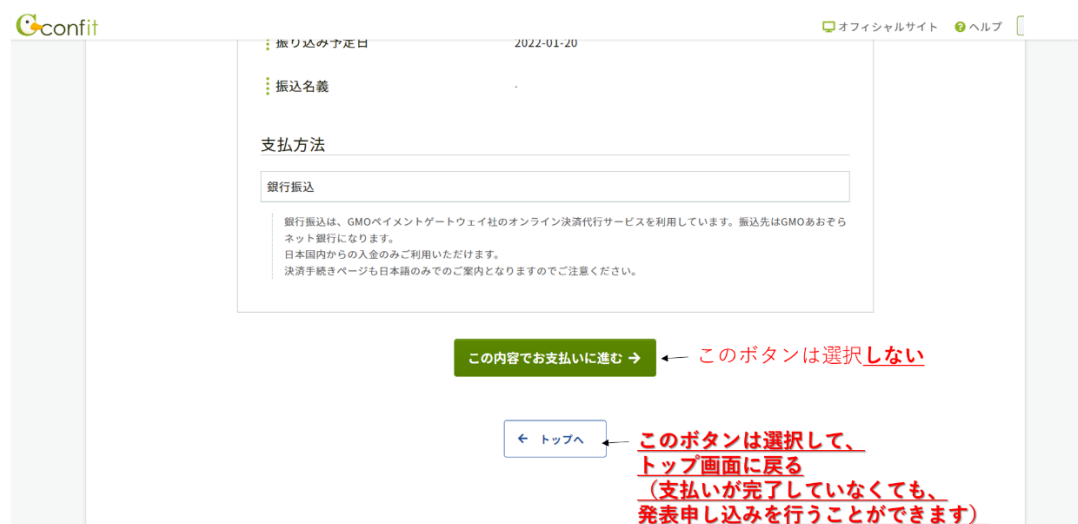 confit
オフィシャルサイト ヘルプ
振り込み予定日 2022-01-20
振込名義 -
支払方法
銀行振込
銀行振込は、GMOペイメントゲートウェイ社のオンライン決済代行サービスを利用しています。振込先はGMOあおぞら
ネット銀行になります。
日本国内からの入金のみご利用いただけます。
決済手続きページも日本語のみでのご案内となりますのでご注意ください。
この内容でお支払いに進む →
このボタンは選択しない
← トップへ
このボタンは選択して、
トップ画面に戻る
(支払いが完了していなくても、
発表申し込みを行うことができます)